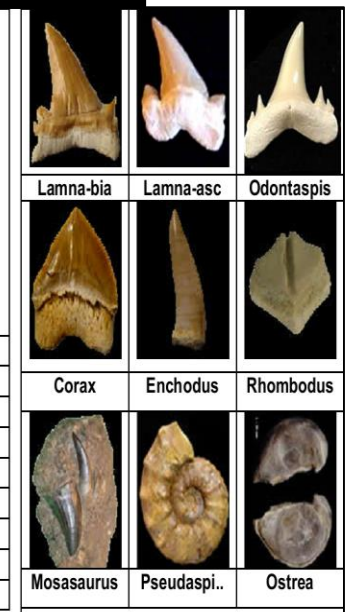 Lamna-bia Lamna-asc Odontaspis
Corax Enchodus Rhombodus
Mosasaurus Pseudaspi.. Ostrea